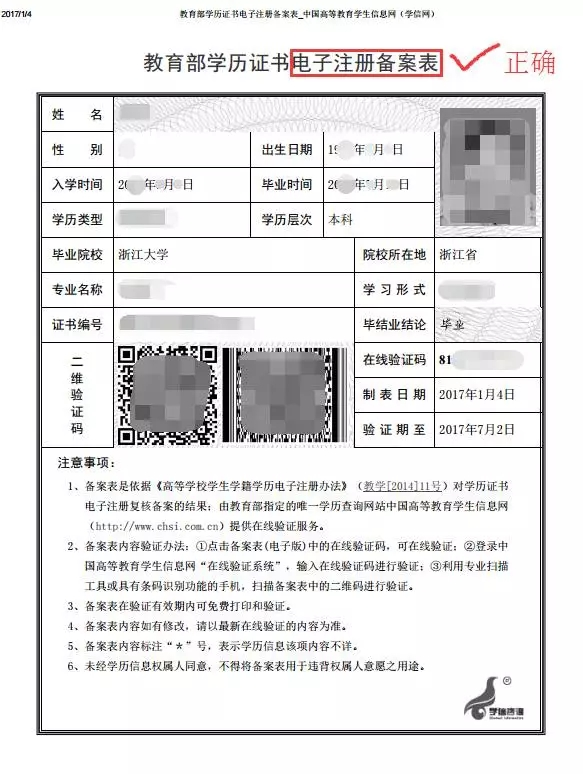 2017/1/4 教育部学历证书电子注册备案表_中国高等教育学生信息网（学信网）
教育部学历证书电子注册备案表 正确
姓 名
性 别 出生日期 19 年 月 日
入学时间 20 年 月 日 毕业时间 20 年 月 日
学历类型 学历层次 本科
毕业院校 浙江大学 院校所在地 浙江省
专业名称 学习形式
证书编号 毕结业结论 毕业
二维验证码 在线验证码 81
制表日期 2017年1月4日
验证期至 2017年7月2日
注意事项：
1、备案表是依据《高等学校学生学籍学历电子注册办法》（教学[2014]11号）对学历证书
电子注册复核备案的结果；由教育部指定的唯一学历查询网站中国高等教育学生信息网
（http://www.chsi.com.cn）提供在线验证服务。
2、备案表内容验证办法：①点击备案表(电子版)中的在线验证码，可在线验证；②登录中
国高等教育学生信息网“在线验证系统”，输入在线验证码进行验证；③利用专业扫描
工具或具有条码识别功能的手机，扫描备案表中的二维码进行验证。
3、备案表在验证有效期内可免费打印和验证。
4、备案表内容如有修改，请以最新在线验证的内容为准。
5、备案表内容标注“＊”号，表示学历信息该项内容不详。
6、未经学历信息权属人同意，不得将备案表用于违背权属人意愿之用途。
®
学信咨询